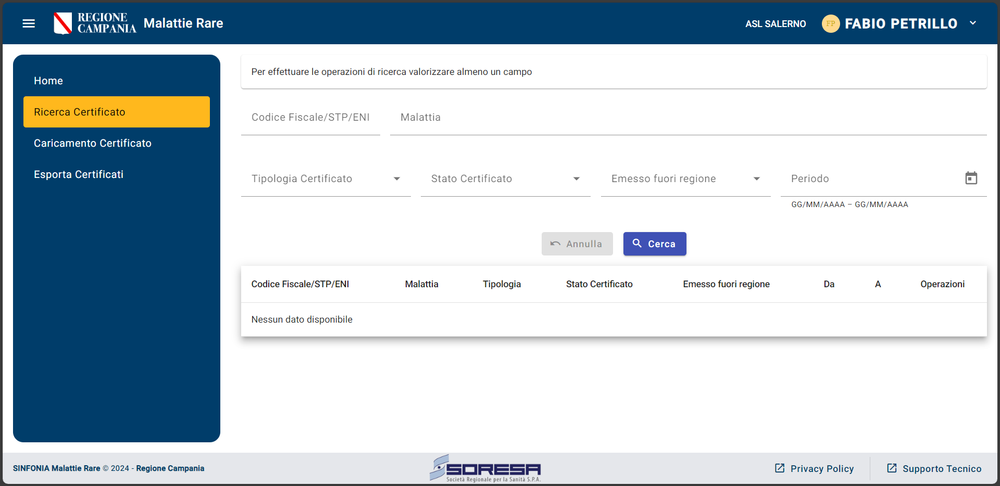 REGIONE
CAMPANIA
Malattie Rare
ASL SALERNO
FP
FABIO PETRILLO
Home
Ricerca Certificato
Caricamento Certificato
Esporta Certificati
Per effettuare le operazioni di ricerca valorizzare almeno un campo
Codice Fiscale/STP/ENI
Malattia
Tipologia Certificato
Stato Certificato
Emesso fuori regione
Periodo
GG/MM/AAAA – GG/MM/AAAA
Annulla
Cerca
Codice Fiscale/STP/ENI Malattia Tipologia Stato Certificato Emesso fuori regione Da A Operazioni
Nessun dato disponibile
SINFONIA Malattie Rare © 2024 - Regione Campania
SORESA
Società Regionale per la Sanità S.P.A.
Privacy Policy
Supporto Tecnico